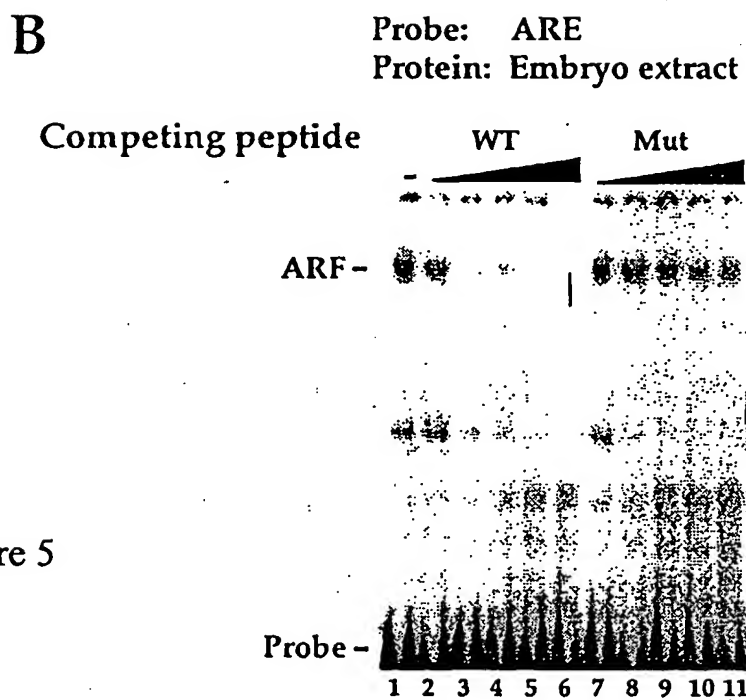 B
Probe: ARE
Protein: Embryo extract
Competing peptide
WT
Mut
-
ARF -
re 5
Probe -
1 2 3 4 5 6 7 8 9 10 11